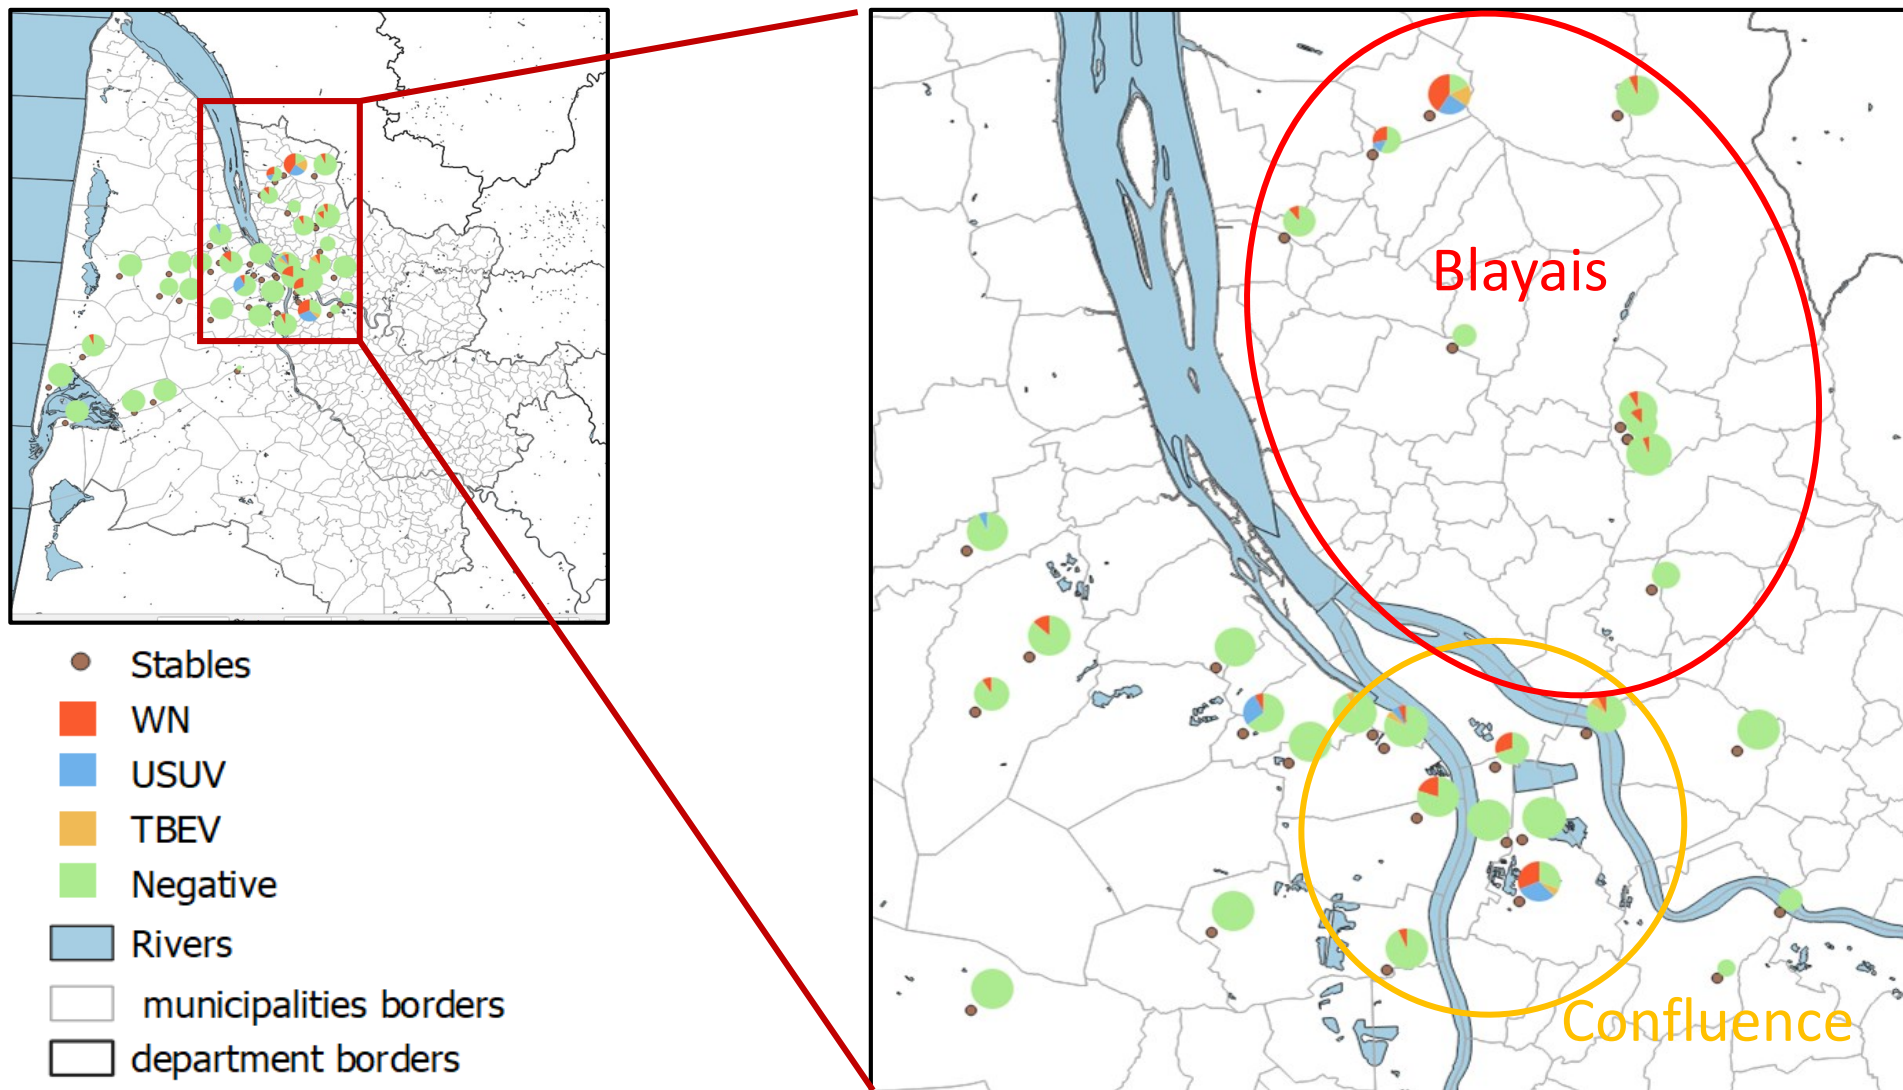 Blayais
Stables
WN
USUV
TBEV
Negative
Rivers
municipalities borders
department borders
Confluence